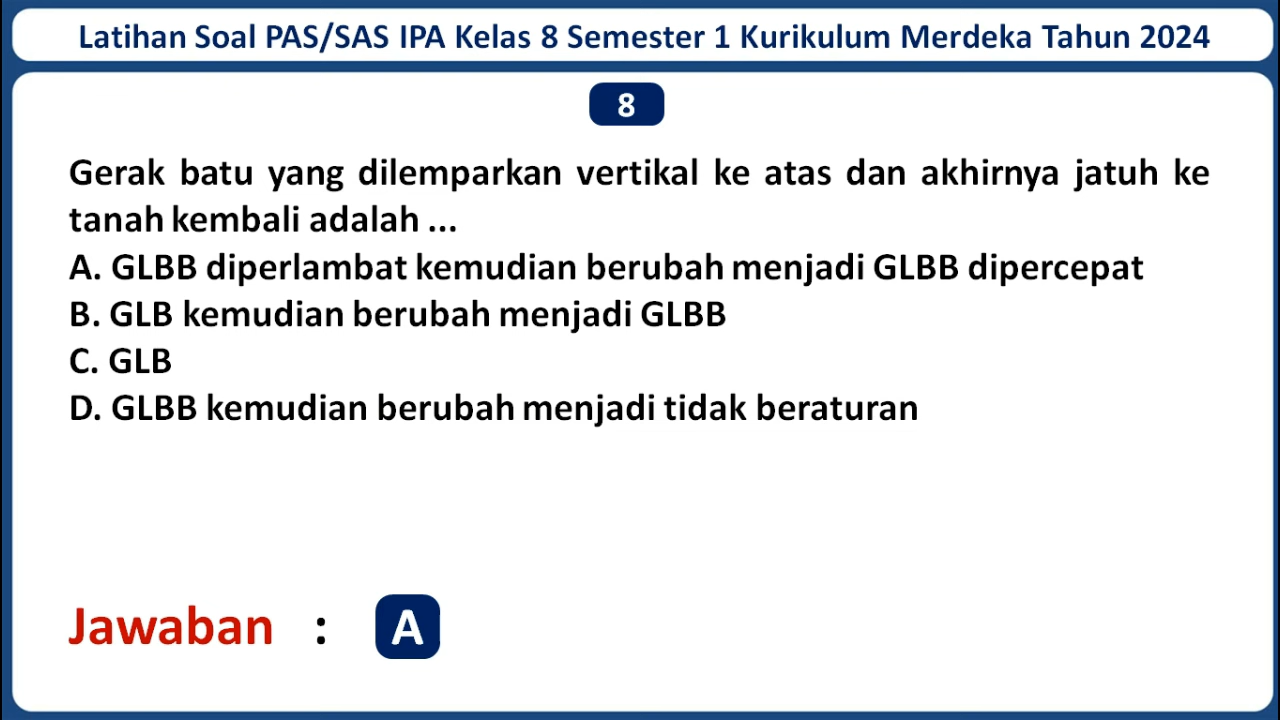 Latihan Soal PAS/SAS IPA Kelas 8 Semester 1 Kurikulum Merdeka Tahun 2024
8
Gerak batu yang dilemparkan vertikal ke atas dan akhirnya jatuh ke
tanah kembali adalah ...
A. GLBB diperlambat kemudian berubah menjadi GLBB dipercepat
B. GLB kemudian berubah menjadi GLBB
C. GLB
D. GLBB kemudian berubah menjadi tidak beraturan
Jawaban : A